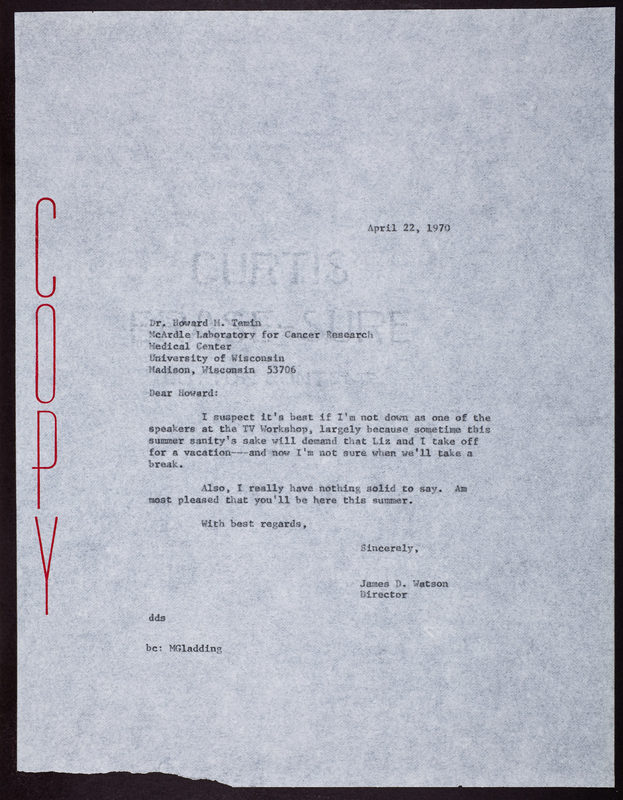 April 22, 1970
CURTIS
COPY
Dr. Howard M. Temin
McArdle Laboratory for Cancer Research
Medical Center
University of Wisconsin
Madison, Wisconsin 53706
Dear Howard:
I suspect it's best if I'm not down as one of the
speakers at the TV Workshop, largely because sometime this
summer sanity's sake will demand that Liz and I take off
for a vacation---and now I'm not sure when we'll take a
break.
Also, I really have nothing solid to say. Am
most pleased that you'll be here this summer.
With best regards,
Sincerely,
James D. Watson
Director
dds
bc: MGladding